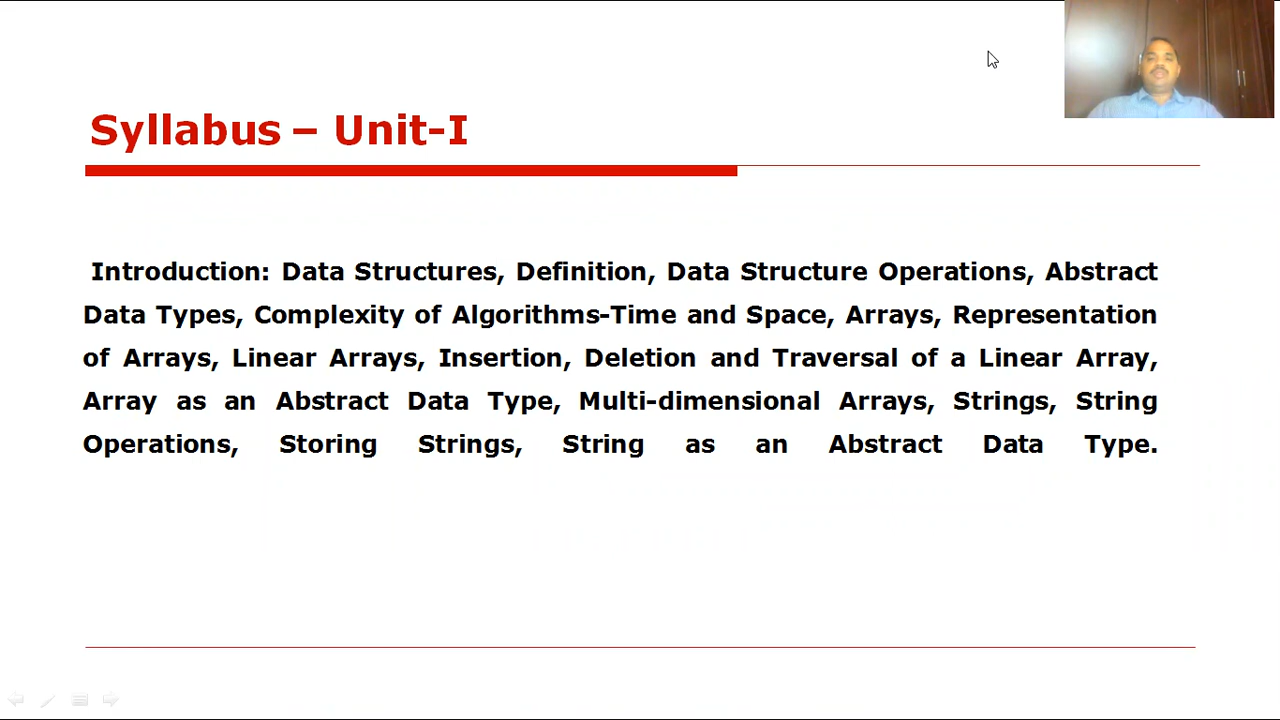 Syllabus – Unit-I
Introduction: Data Structures, Definition, Data Structure Operations, Abstract
Data Types, Complexity of Algorithms-Time and Space, Arrays, Representation
of Arrays, Linear Arrays, Insertion, Deletion and Traversal of a Linear Array,
Array as an Abstract Data Type, Multi-dimensional Arrays, Strings, String
Operations, Storing Strings, String as an Abstract Data Type.